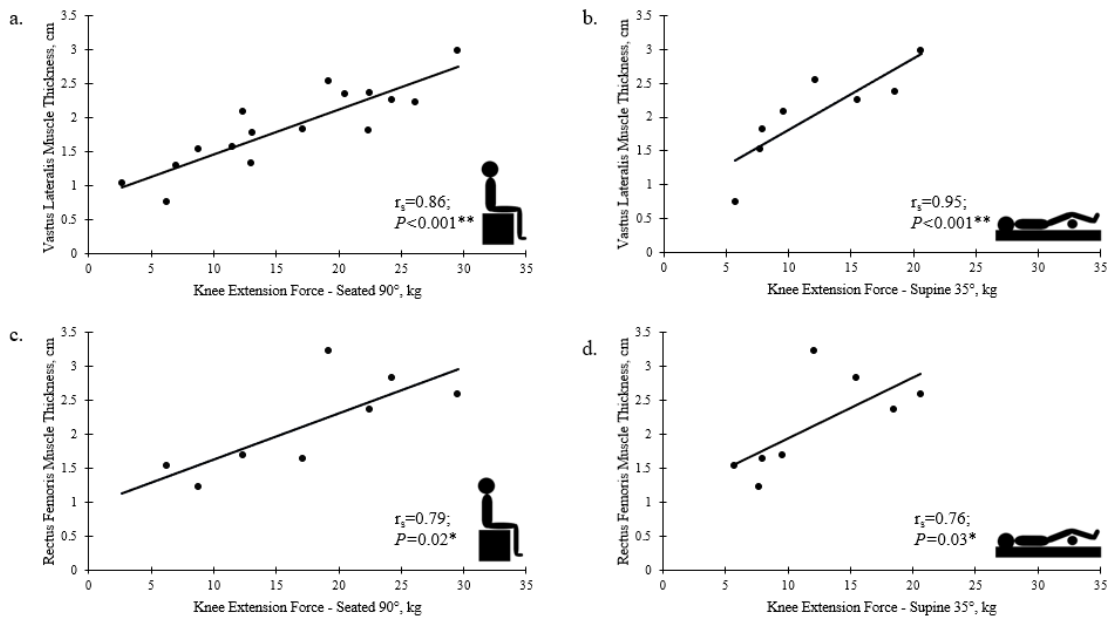 a.
Vastus Lateralis Muscle Thickness, cm
3.5
3
2.5
2
1.5
1
0.5
0
0 5 10 15 20 25 30 35
Knee Extension Force - Seated 90°, kg
rs=0.86;
P<0.001**
b.
Vastus Lateralis Muscle Thickness, cm
3.5
3
2.5
2
1.5
1
0.5
0
0 5 10 15 20 25 30 35
Knee Extension Force - Supine 35°, kg
rs=0.95;
P<0.001**
c.
Rectus Femoris Muscle Thickness, cm
3.5
3
2.5
2
1.5
1
0.5
0
0 5 10 15 20 25 30 35
Knee Extension Force - Seated 90°, kg
rs=0.79;
P=0.02*
d.
Rectus Femoris Muscle Thickness, cm
3.5
3
2.5
2
1.5
1
0.5
0
0 5 10 15 20 25 30 35
Knee Extension Force - Supine 35°, kg
rs=0.76;
P=0.03*